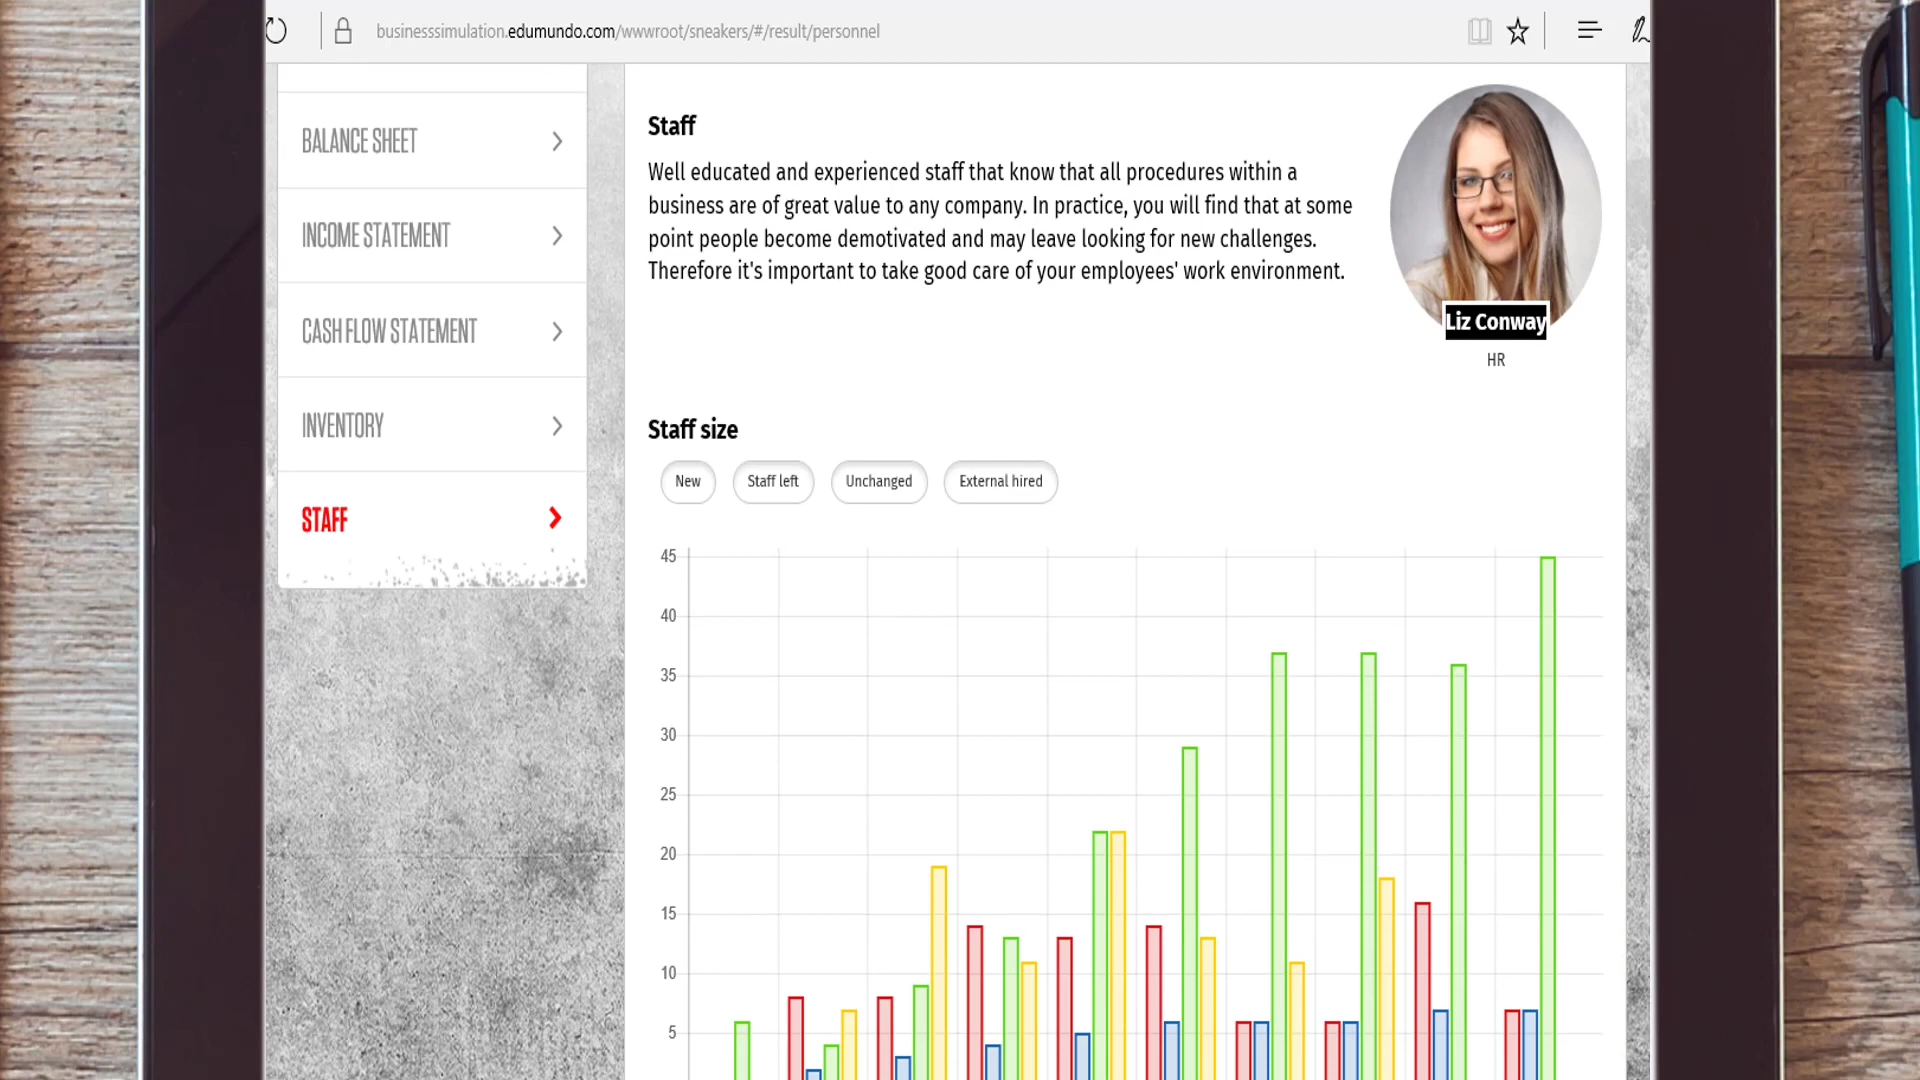 businesssimulation.edumundo.com/wwwroot/sneakers/#/result/personnel
BALANCE SHEET
INCOME STATEMENT
CASH FLOW STATEMENT
INVENTORY
STAFF
Staff
Well educated and experienced staff that know that all procedures within a
business are of great value to any company. In practice, you will find that at some
point people become demotivated and may leave looking for new challenges.
Therefore it's important to take good care of your employees' work environment.
Liz Conway
HR
Staff size
New
Staff left
Unchanged
External hired
45
40
35
30
25
20
15
10
5